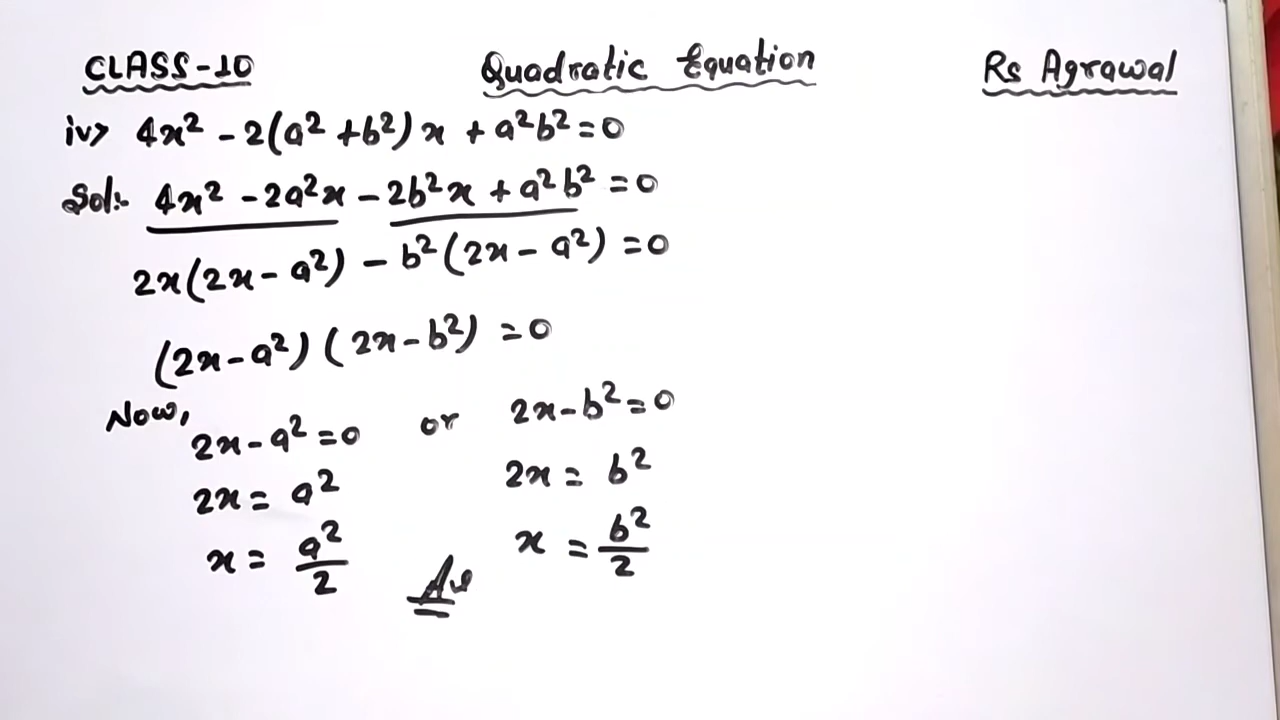 CLASS-10 Quadratic Equation Rs Agrawal
iv> 4x² - 2(a² + b²) x + a²b² = 0
Sol:- 4x² - 2a²x - 2b²x + a²b² = 0
2x(2x - a²) - b²(2x - a²) = 0
(2x - a²) (2x - b²) = 0
Now,
2x - a² = 0 or 2x - b² = 0
2x = a² 2x = b²
x = a²/2 x = b²/2